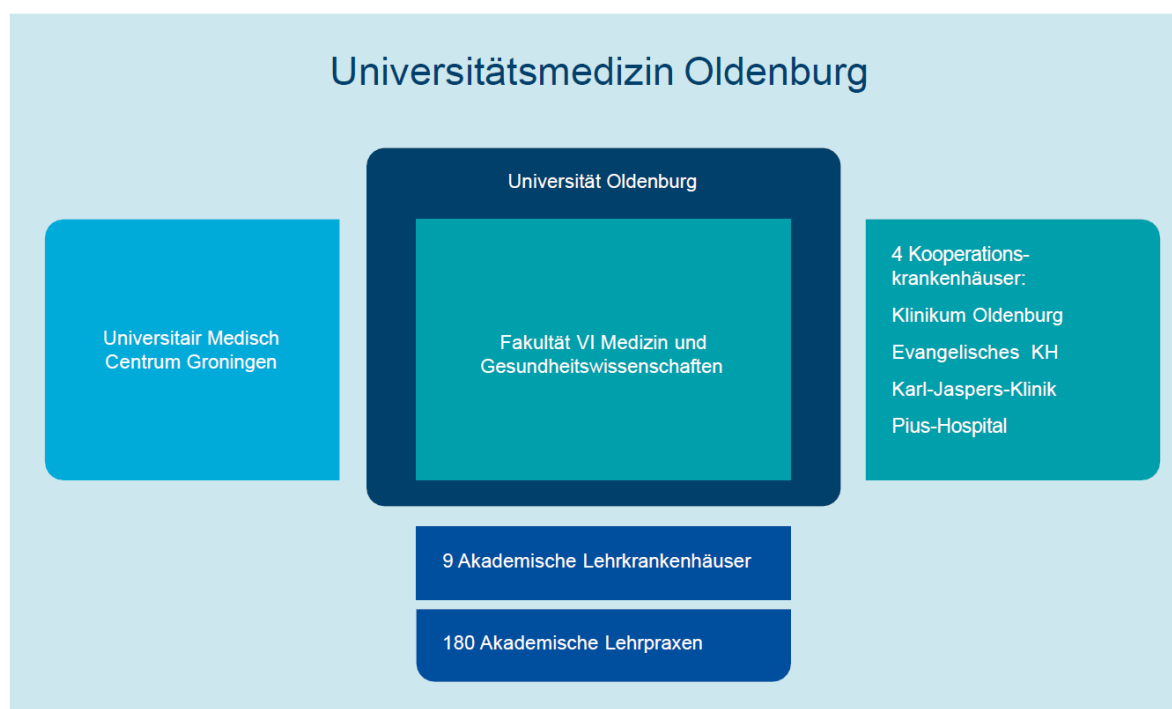 Universitätsmedizin Oldenburg
Universität Oldenburg
Universitair Medisch
Centrum Groningen
Fakultät VI Medizin und
Gesundheitswissenschaften
4 Kooperations-
krankenhäuser:
Klinikum Oldenburg
Evangelisches KH
Karl-Jaspers-Klinik
Pius-Hospital
9 Akademische Lehrkrankenhäuser
180 Akademische Lehrpraxen